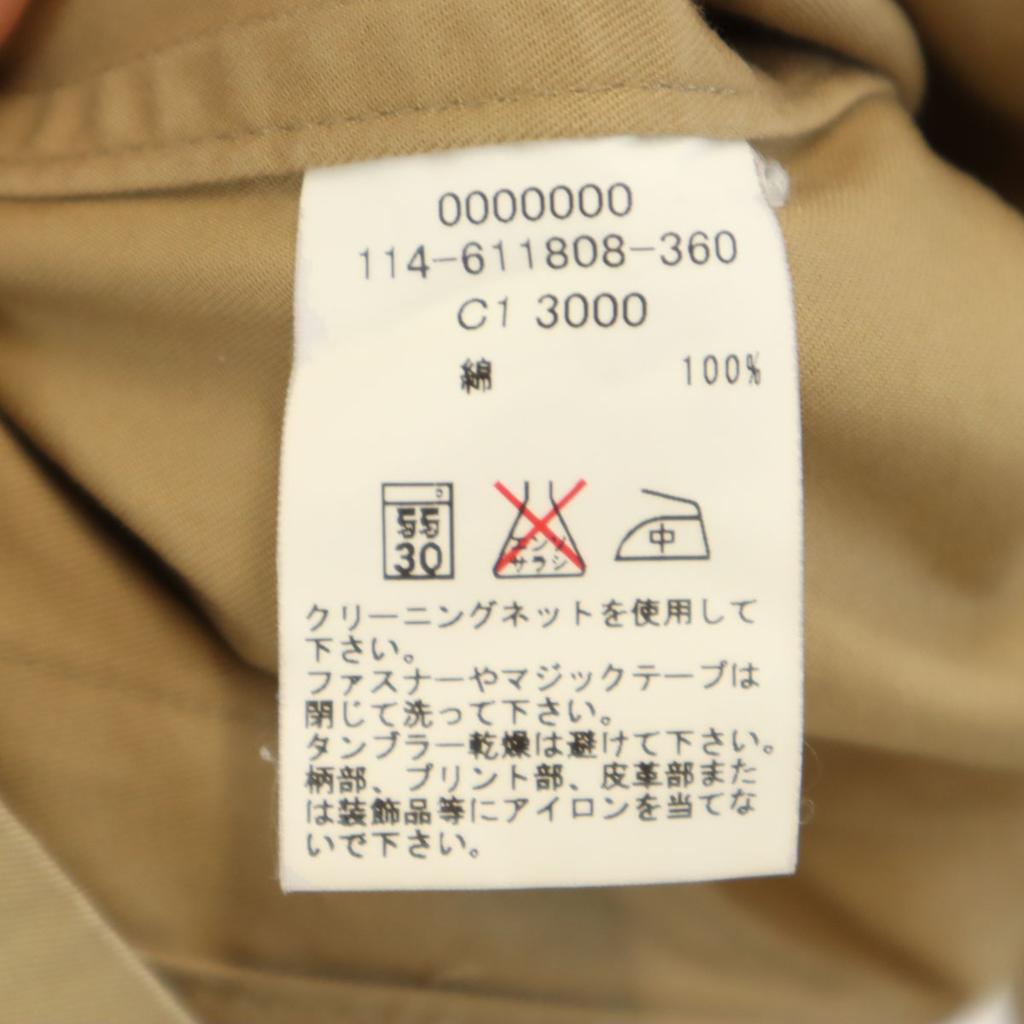 0000000
114-611808-360
C1 3000
綿 100%
弱
30
エンソ
サラシ
中
クリーニングネットを使用して
下さい。
ファスナーやマジックテープは
閉じて洗って下さい。
タンブラー乾燥は避けて下さい。
柄部、プリント部、皮革部また
は装飾品等にアイロンを当てな
いで下さい。